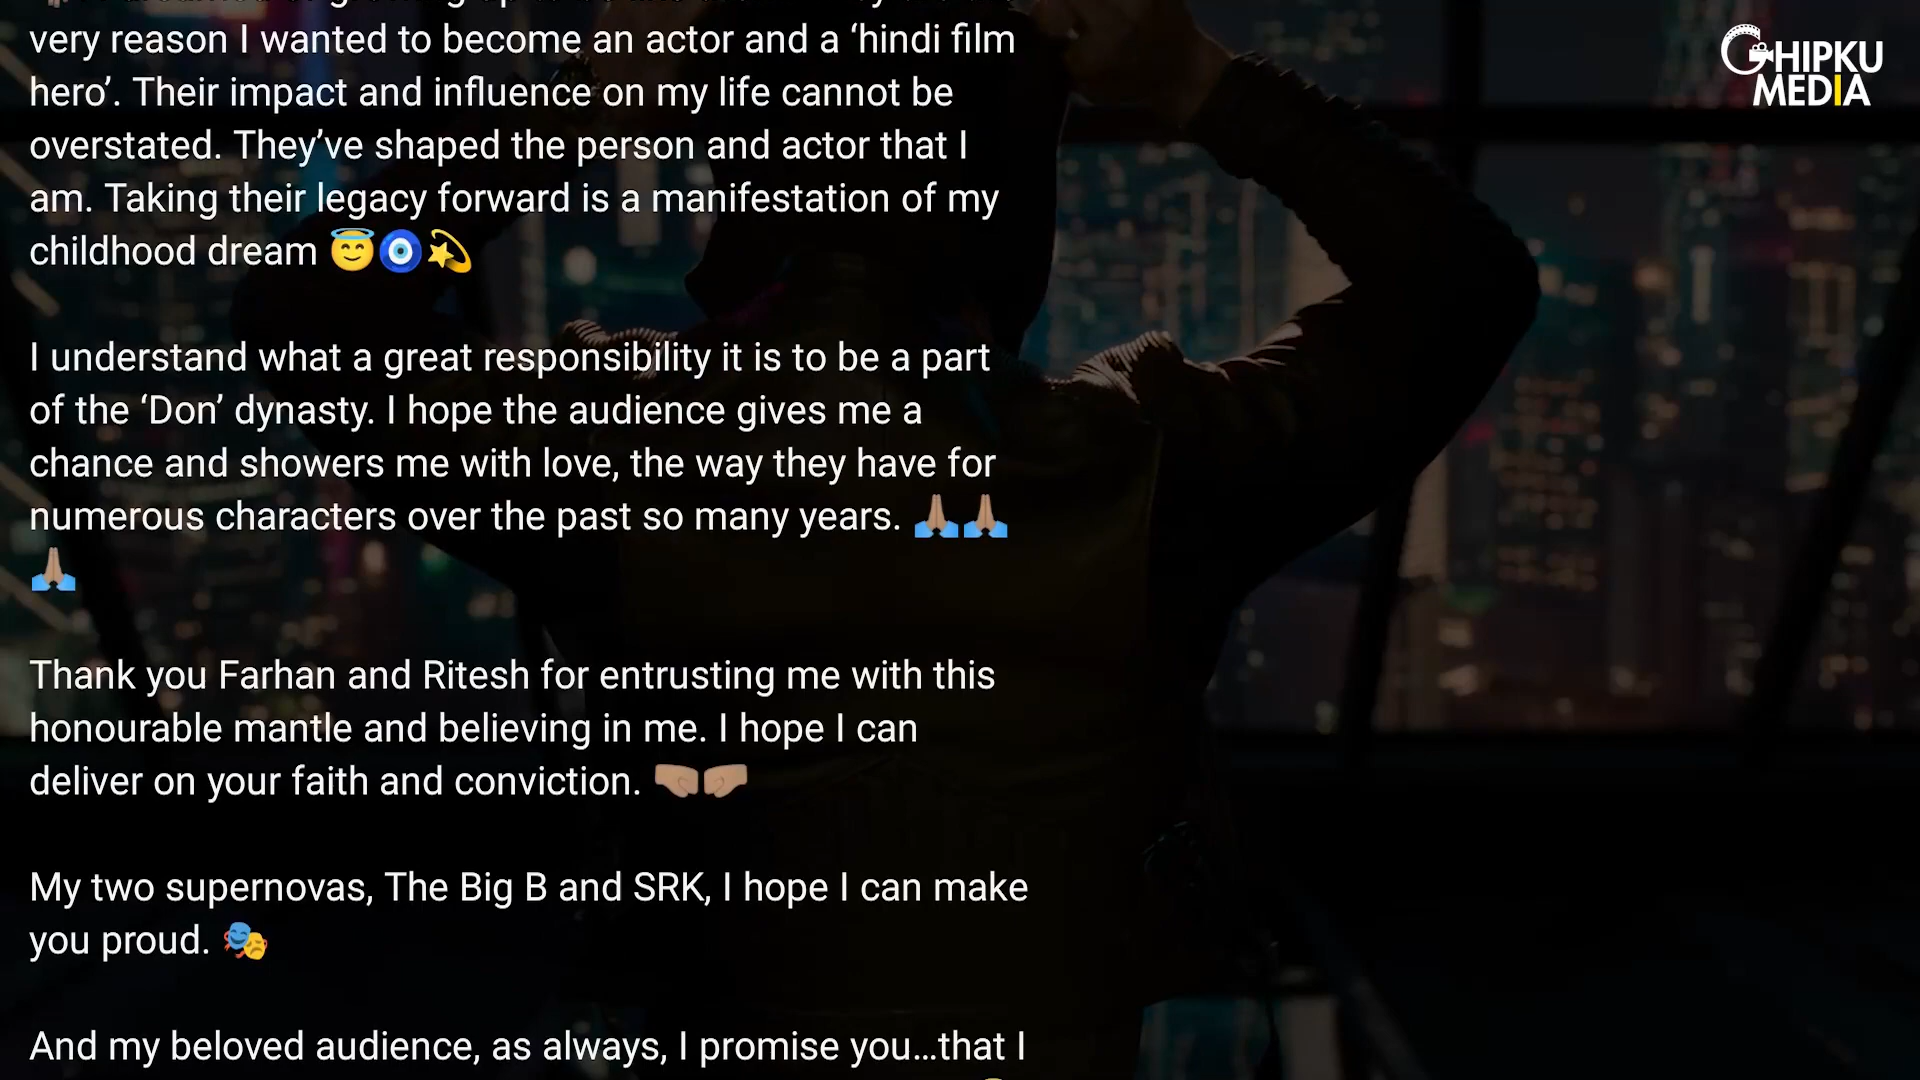 very reason I wanted to become an actor and a ‘hindi film
hero’. Their impact and influence on my life cannot be
overstated. They’ve shaped the person and actor that I
am. Taking their legacy forward is a manifestation of my
childhood dream 😇🧿💫
I understand what a great responsibility it is to be a part
of the ‘Don’ dynasty. I hope the audience gives me a
chance and showers me with love, the way they have for
numerous characters over the past so many years. 🙏🏼🙏🏼
🙏🏼
Thank you Farhan and Ritesh for entrusting me with this
honourable mantle and believing in me. I hope I can
deliver on your faith and conviction. 🤜🏼🤛🏼
My two supernovas, The Big B and SRK, I hope I can make
you proud. 🎭
And my beloved audience, as always, I promise you…that I
GHIPKU
MEDIA